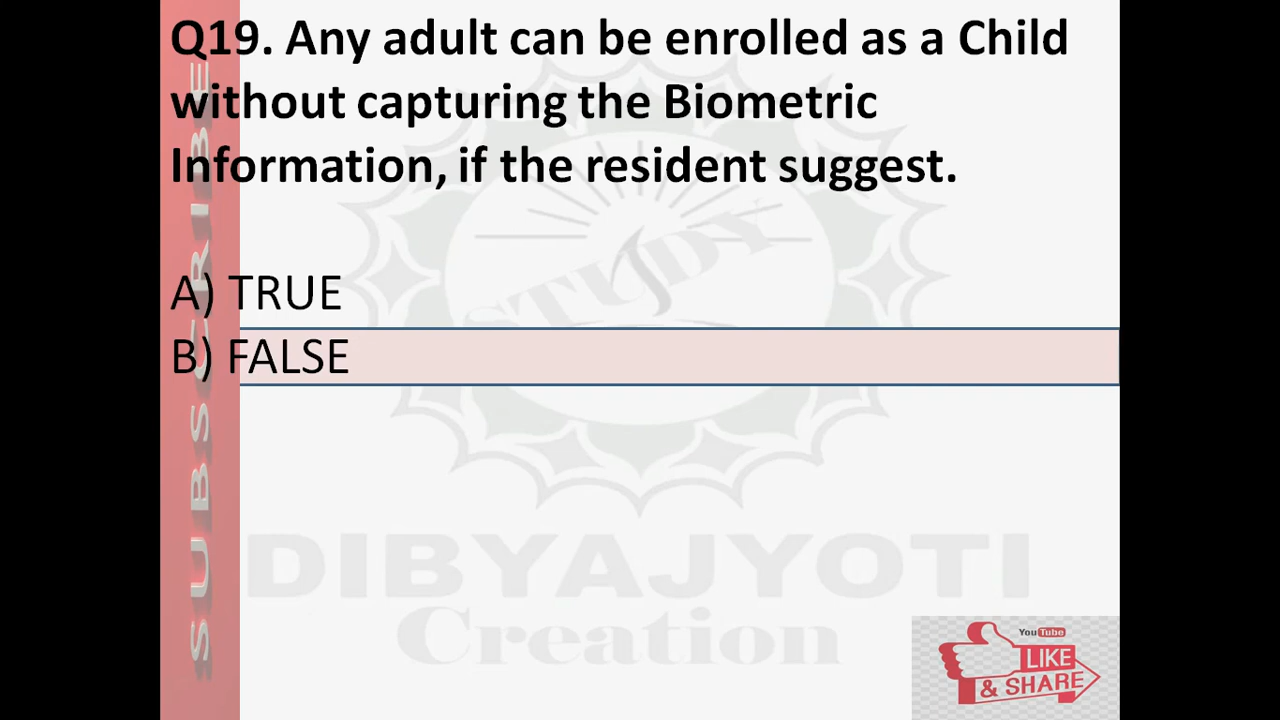 Q19. Any adult can be enrolled as a Child
without capturing the Biometric
Information, if the resident suggest.
A) TRUE
B) FALSE
SUBSCRIBE
STUDY
DIBYAJYOTI
Creation
YouTube
LIKE
& SHARE